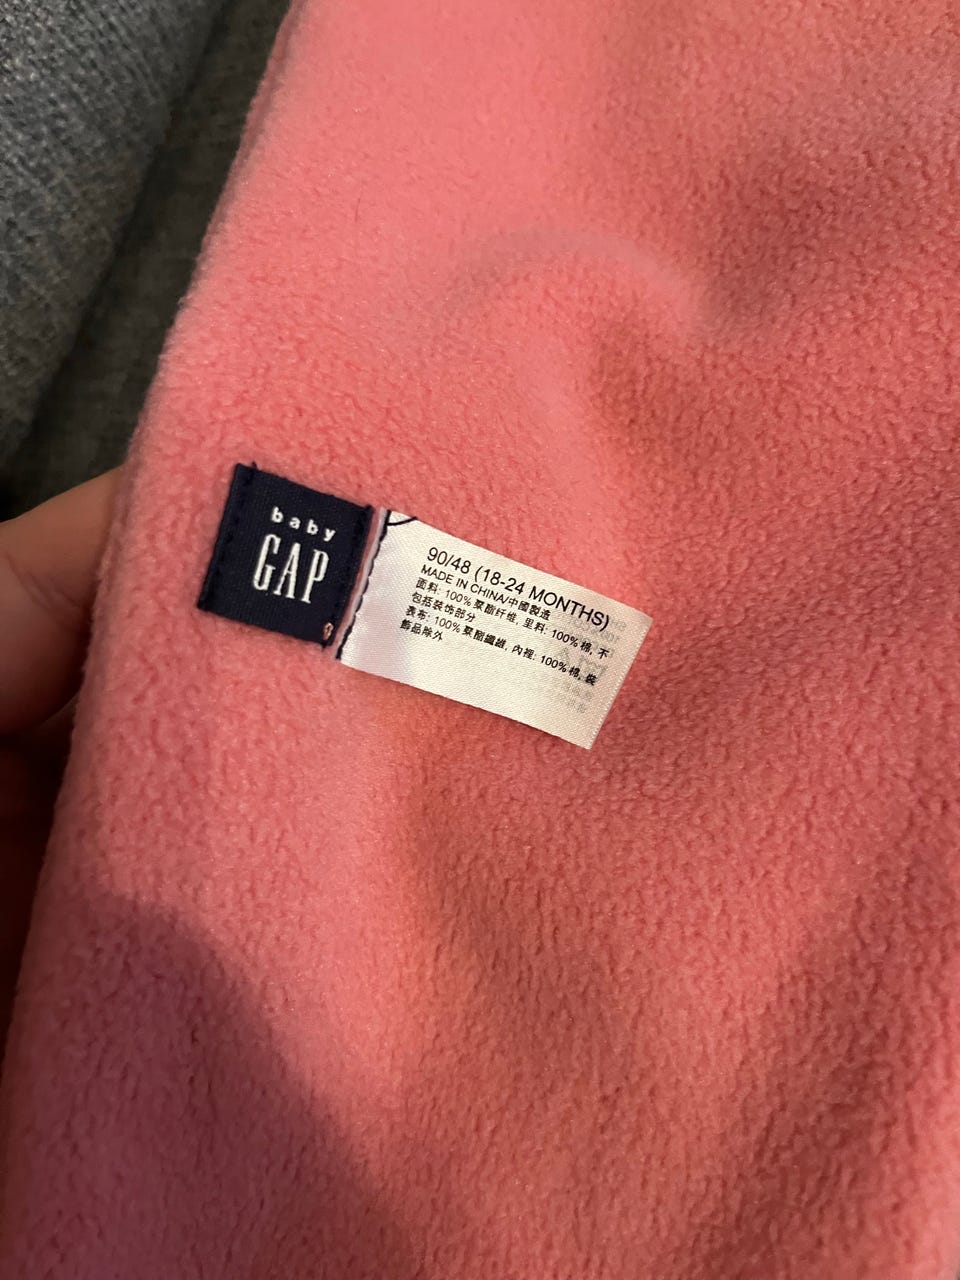 baby
GAP
90/48 (18-24 MONTHS)
MADE IN CHINA/中國製造
面料: 100% 聚酯纤维, 里料: 100% 棉, 不
包括装饰部分
表布: 100% 聚酯纖維, 內裡: 100% 棉, 裝
飾品除外